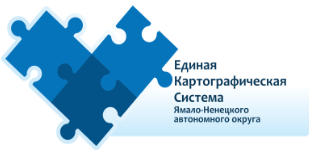 Единая
Картографическая
Система
Ямало-Ненецкого
автономного округа